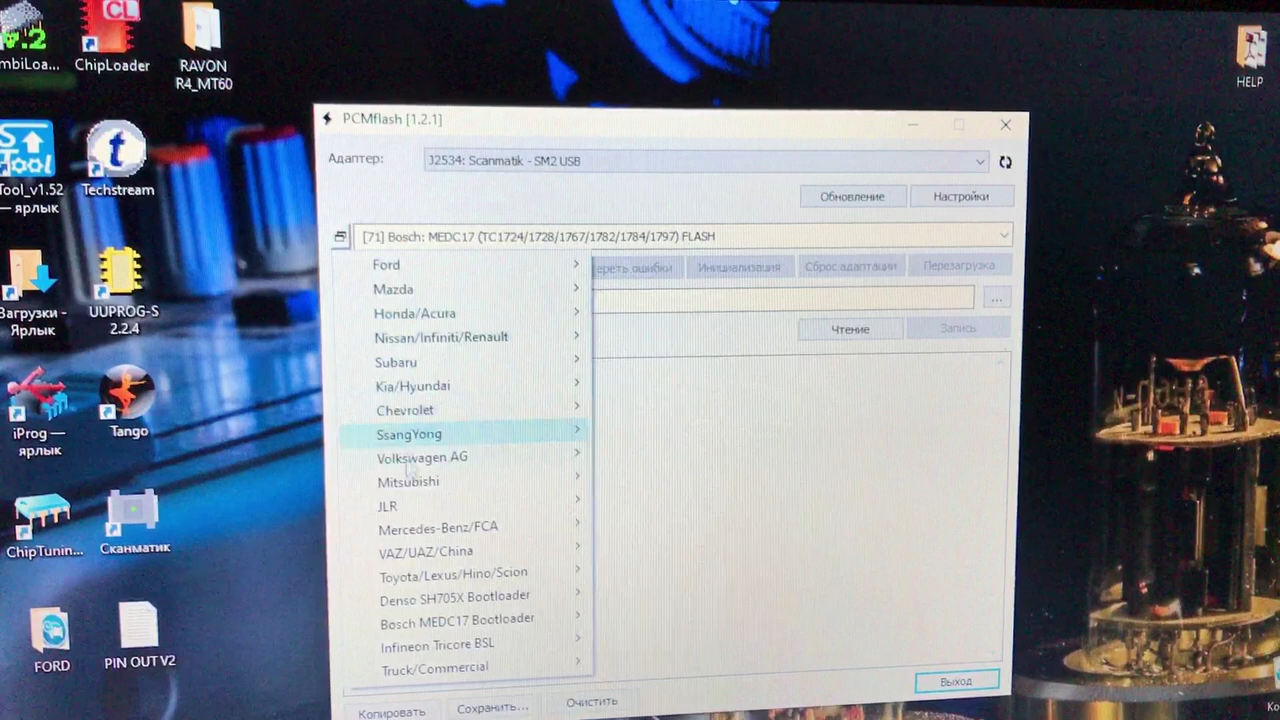 v.2
mbiLoa...
CL
ChipLoader
RAVON
R4_MT60
HELP
S
Tool
Tool_v1.52
— ярлык
t
Techstream
Загрузки -
Ярлык
UUPROG-S
2.2.4
iProg —
ярлык
Tango
ChipTunin...
Сканматик
FORD
PIN OUT V2
PCMflash [1.2.1]
Адаптер:
J2534: Scanmatik - SM2 USB
Обновление
Настройки
[71] Bosch: MEDC17 (TC1724/1728/1767/1782/1784/1797) FLASH
ереть ошибки
Инициализация
Сброс адаптации
Перезагрузка
...
Чтение
Запись
Ford
Mazda
Honda/Acura
Nissan/Infiniti/Renault
Subaru
Kia/Hyundai
Chevrolet
SsangYong
Volkswagen AG
Mitsubishi
JLR
Mercedes-Benz/FCA
VAZ/UAZ/China
Toyota/Lexus/Hino/Scion
Denso SH705X Bootloader
Bosch MEDC17 Bootloader
Infineon Tricore BSL
Truck/Commercial
Выход
Копировать
Сохранить...
Очистить
Ко